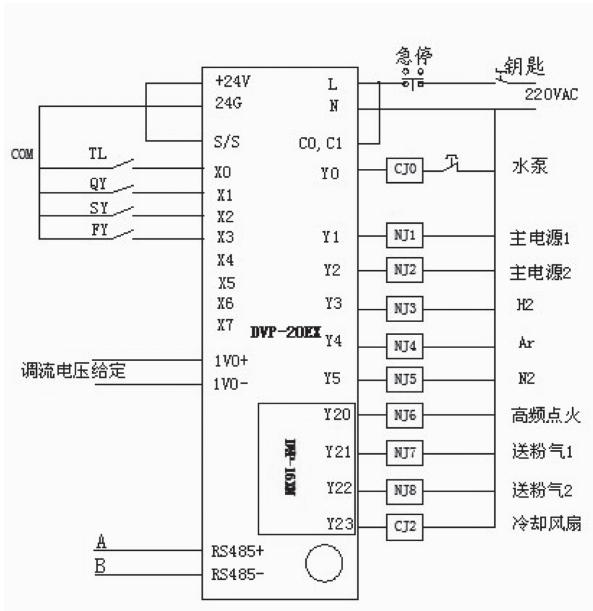 急停
钥匙
+24V
L
220VAC
24G
N
S/S
C0,C1
COM
TL
X0
Y0
CJ0
水泵
QY
X1
SY
X2
FY
X3
Y1
NJ1
主电源1
X4
Y2
NJ2
主电源2
X5
X6
Y3
NJ3
H2
X7
DVP-20EX
Y4
NJ4
Ar
调流电压给定
1V0+
1V0-
Y5
NJ5
N2
Y20
NJ6
高频点火
Y21
NJ7
送粉气1
Y22
NJ8
送粉气2
Y23
CJ2
冷却风扇
A
RS485+
B
RS485-